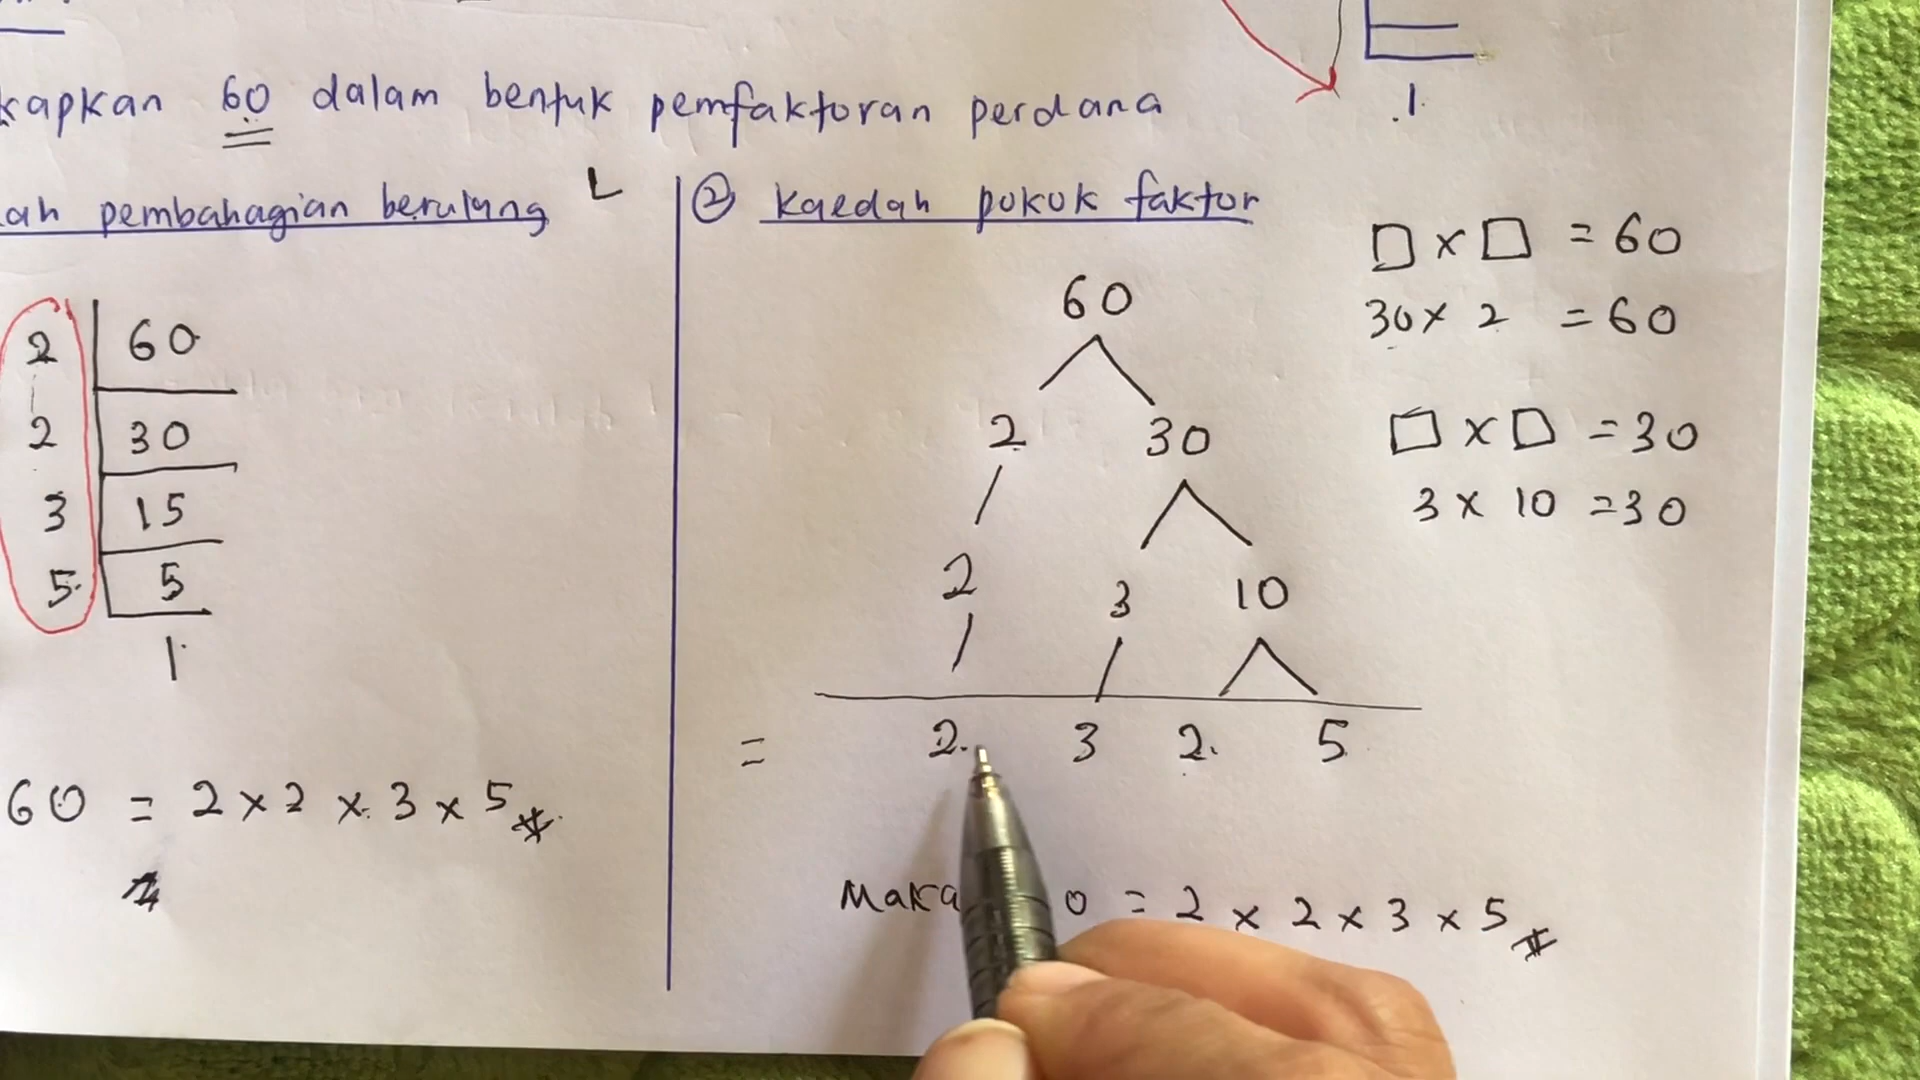 kapkan 60 dalam bentuk pemfaktoran perdana
1
ah pembahagian berulang
2 60
2 30
3 15
5 5
1
60 = 2 x 2 x 3 x 5
② kaedah pokok faktor
60
2 30
2 3 10
= 2 3 2 5
Maka 0 = 2 x 2 x 3 x 5
□ x □ = 60
30 x 2 = 60
□ x □ = 30
3 x 10 = 30